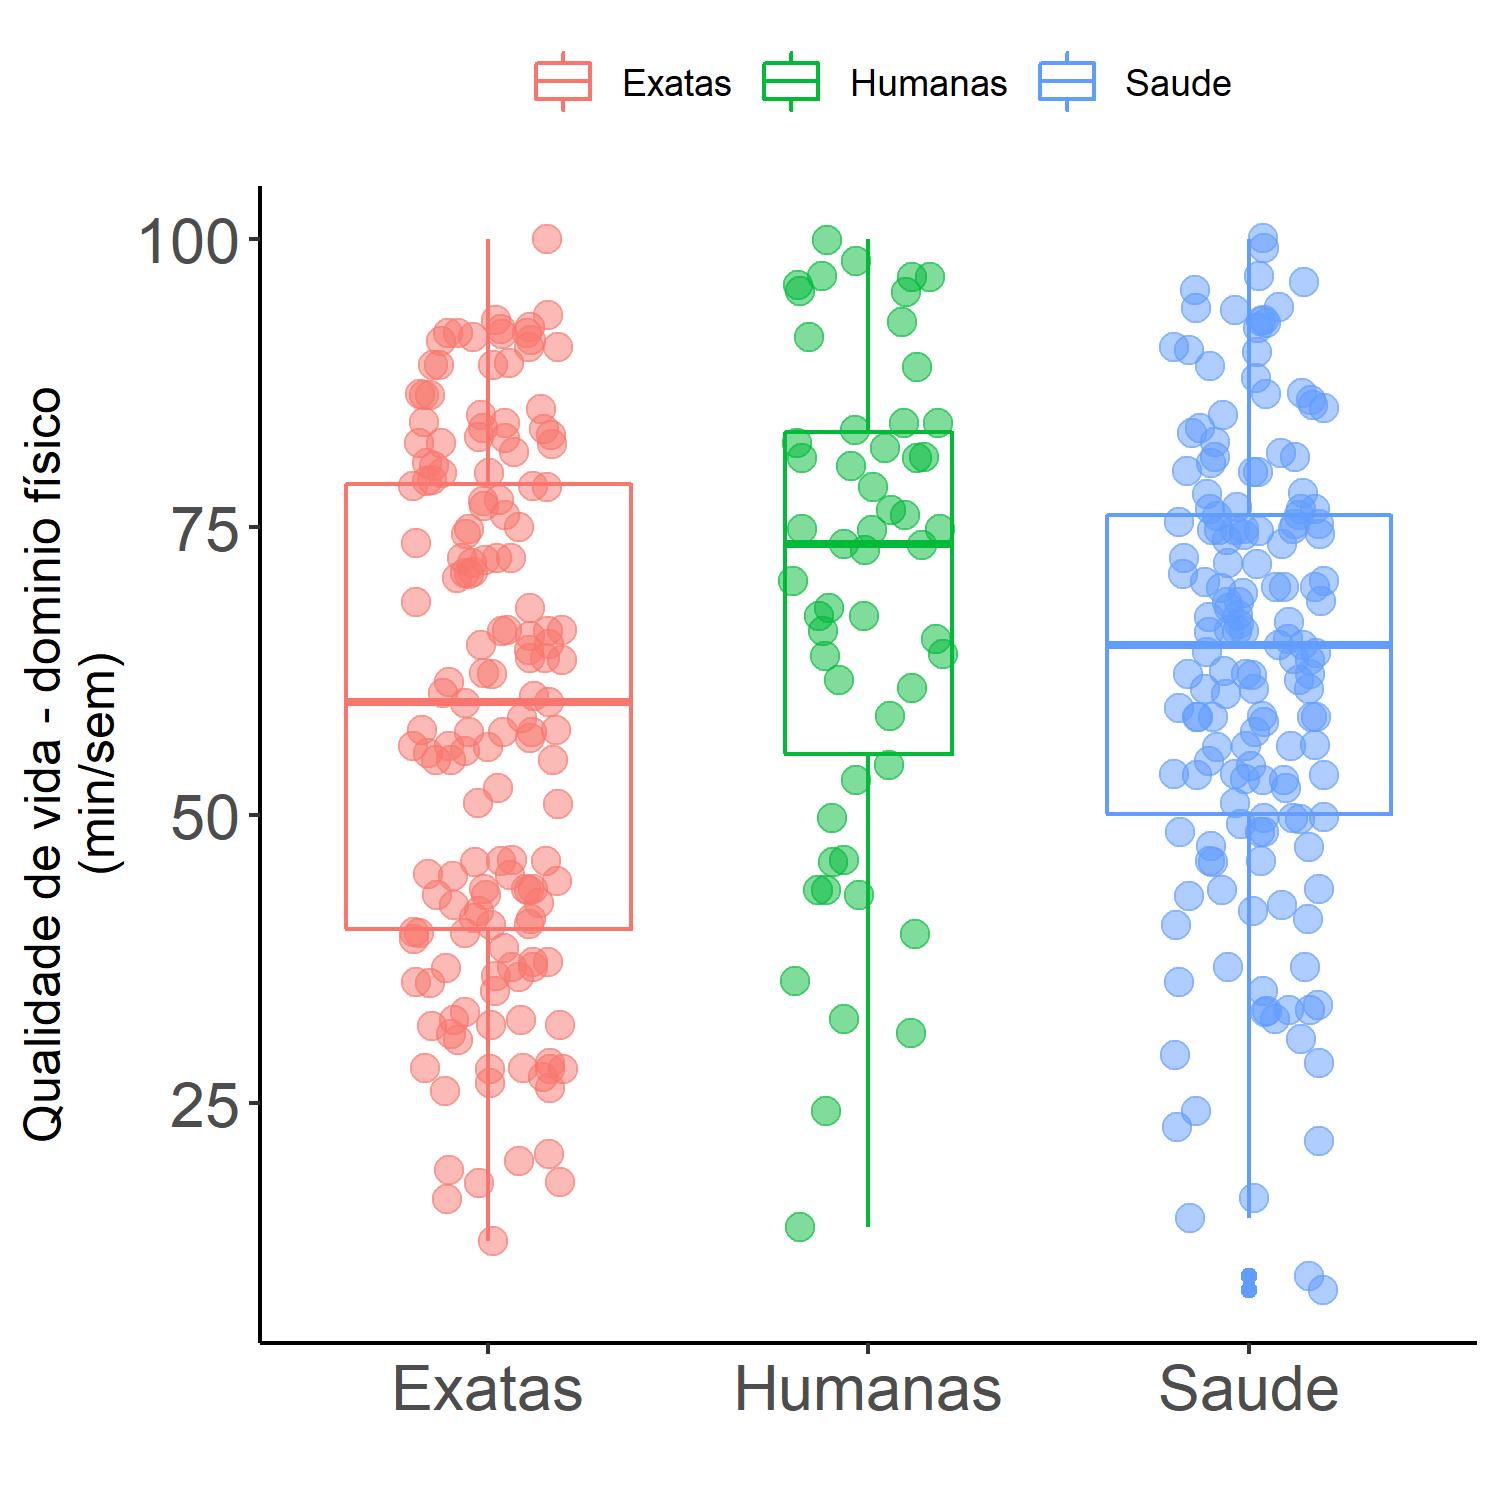 Exatas Humanas Saude
Qualidade de vida - dominio físico
(min/sem)
100
75
50
25
Exatas Humanas Saude